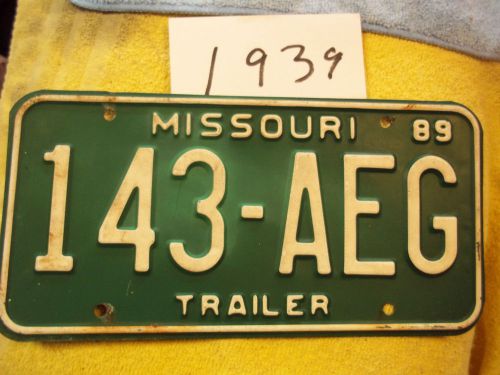 1939
MISSOURI 89
143-AEG
TRAILER